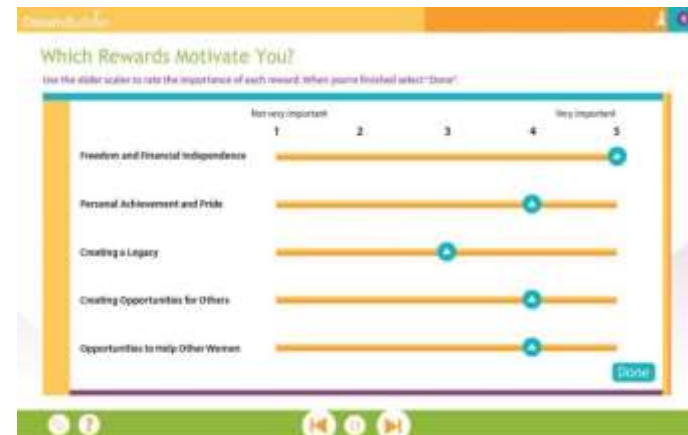 DreamBuilder
Which Rewards Motivate You?
Use the slider scales to rate the importance of each reward. When you're finished select "Done".
Not very important Very important
1 2 3 4 5
Freedom and Financial Independence
Personal Achievement and Pride
Creating a Legacy
Creating Opportunities for Others
Opportunities to Help Other Women
Done
?